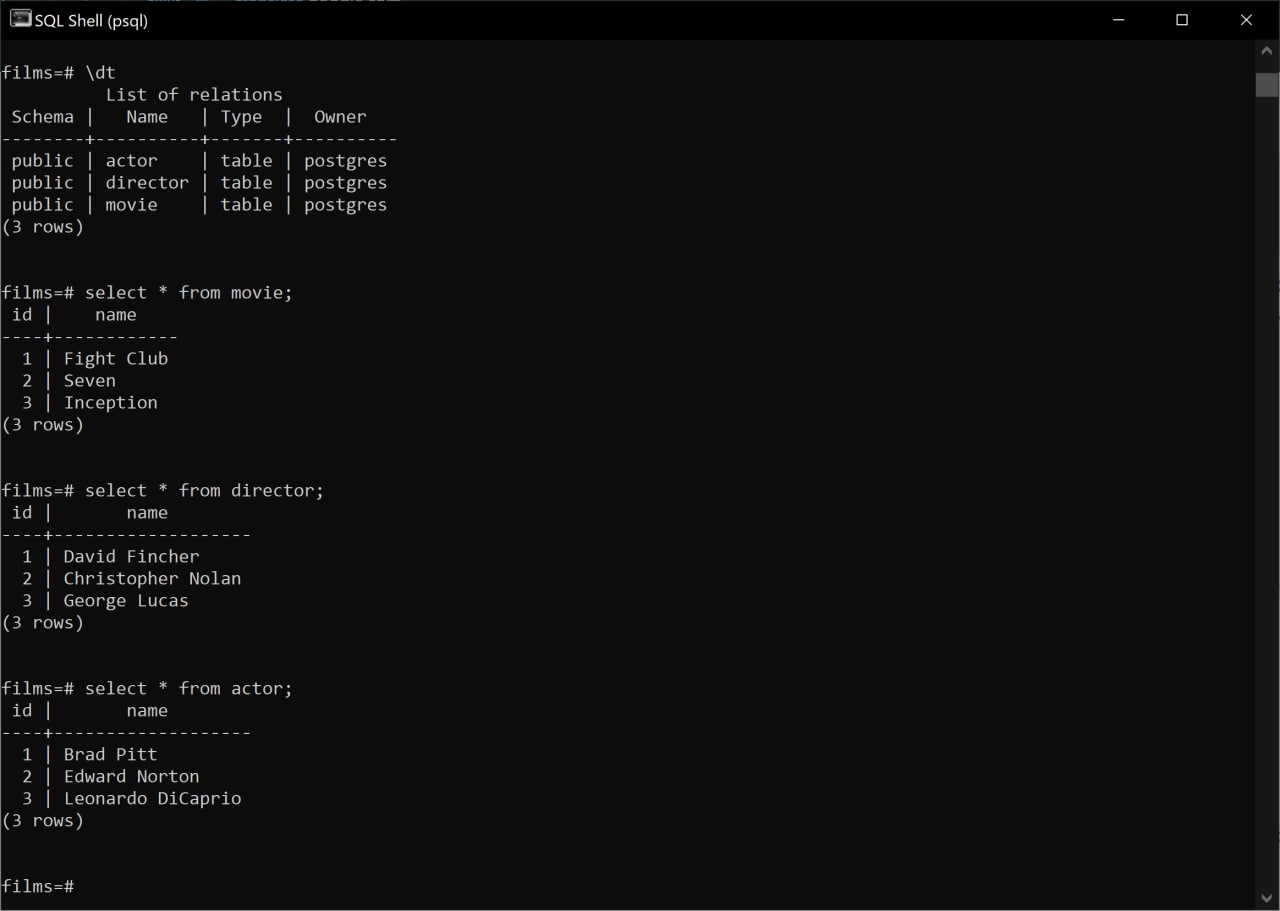 SQL Shell (psql)
films=# \dt
         List of relations
 Schema |   Name   | Type  |  Owner
--------+----------+-------+----------
 public | actor    | table | postgres
 public | director | table | postgres
 public | movie    | table | postgres
(3 rows)
films=# select * from movie;
 id |    name
----+------------
  1 | Fight Club
  2 | Seven
  3 | Inception
(3 rows)
films=# select * from director;
 id |       name
----+-------------------
  1 | David Fincher
  2 | Christopher Nolan
  3 | George Lucas
(3 rows)
films=# select * from actor;
 id |       name
----+-------------------
  1 | Brad Pitt
  2 | Edward Norton
  3 | Leonardo DiCaprio
(3 rows)
films=#